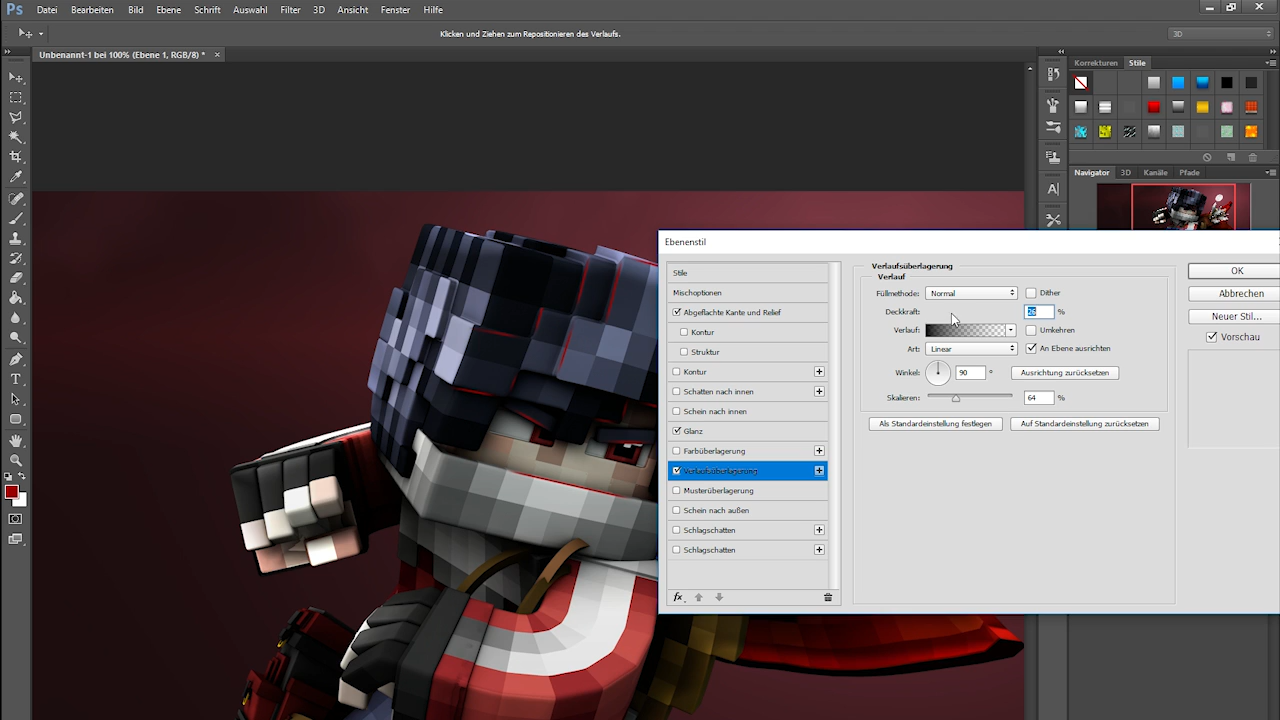 Ps Datei Bearbeiten Bild Ebene Schrift Auswahl Filter 3D Ansicht Fenster Hilfe
Klicken und Ziehen zum Repositionieren des Verlaufs.
3D
Unbenannt-1 bei 100% (Ebene 1, RGB/8) * ×
Korrekturen Stile
Navigator 3D Kanäle Pfade
Ebenenstil
Stile
Mischoptionen
Abgeflachte Kante und Relief
Kontur
Struktur
Kontur
Schatten nach innen
Schein nach innen
Glanz
Farbüberlagerung
Verlaufsüberlagerung
Musterüberlagerung
Schein nach außen
Schlagschatten
Schlagschatten
fx
Verlaufsüberlagerung
Verlauf
Füllmethode: Normal Dither
Deckkraft: 26 %
Verlauf: Umkehren
Art: Linear An Ebene ausrichten
Winkel: 90 ° Ausrichtung zurücksetzen
Skalieren: 64 %
Als Standardeinstellung festlegen Auf Standardeinstellung zurücksetzen
OK
Abbrechen
Neuer Stil...
Vorschau